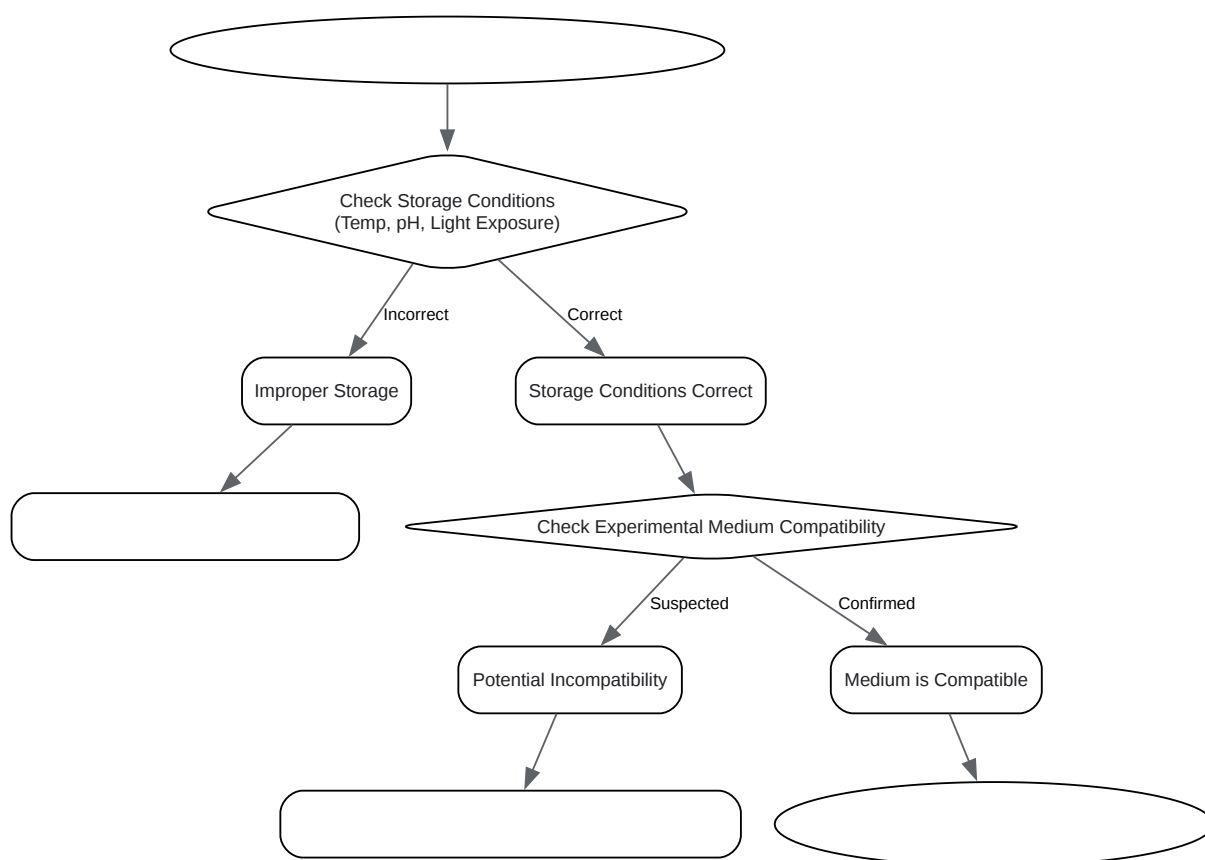 Check Storage Conditions
(Temp, pH, Light Exposure)
Incorrect
Correct
Improper Storage
Storage Conditions Correct
Check Experimental Medium Compatibility
Suspected
Confirmed
Potential Incompatibility
Medium is Compatible